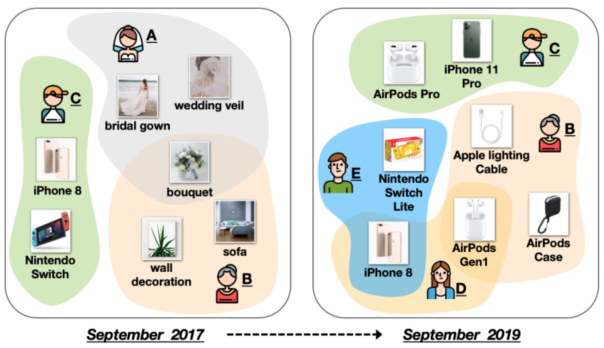 A
wedding veil
bridal gown
C
iPhone 8
Nintendo
Switch
bouquet
wall
decoration
sofa
B
September 2017
C
AirPods Pro
iPhone 11
Pro
B
Apple lighting
Cable
E
Nintendo
Switch
Lite
iPhone 8
AirPods
Gen1
AirPods
Case
D
September 2019